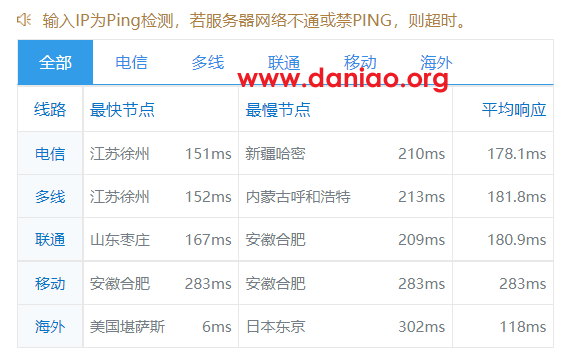 输入IP为Ping检测，若服务器网络不通或禁PING，则超时。
全部 电信 多线 联通 移动 海外
www.daniao.org
线路 最快节点 最慢节点 平均响应
电信 江苏徐州 151ms 新疆哈密 210ms 178.1ms
多线 江苏徐州 152ms 内蒙古呼和浩特 213ms 181.8ms
联通 山东枣庄 167ms 安徽合肥 209ms 180.9ms
移动 安徽合肥 283ms 安徽合肥 283ms 283ms
海外 美国堪萨斯 6ms 日本东京 302ms 118ms